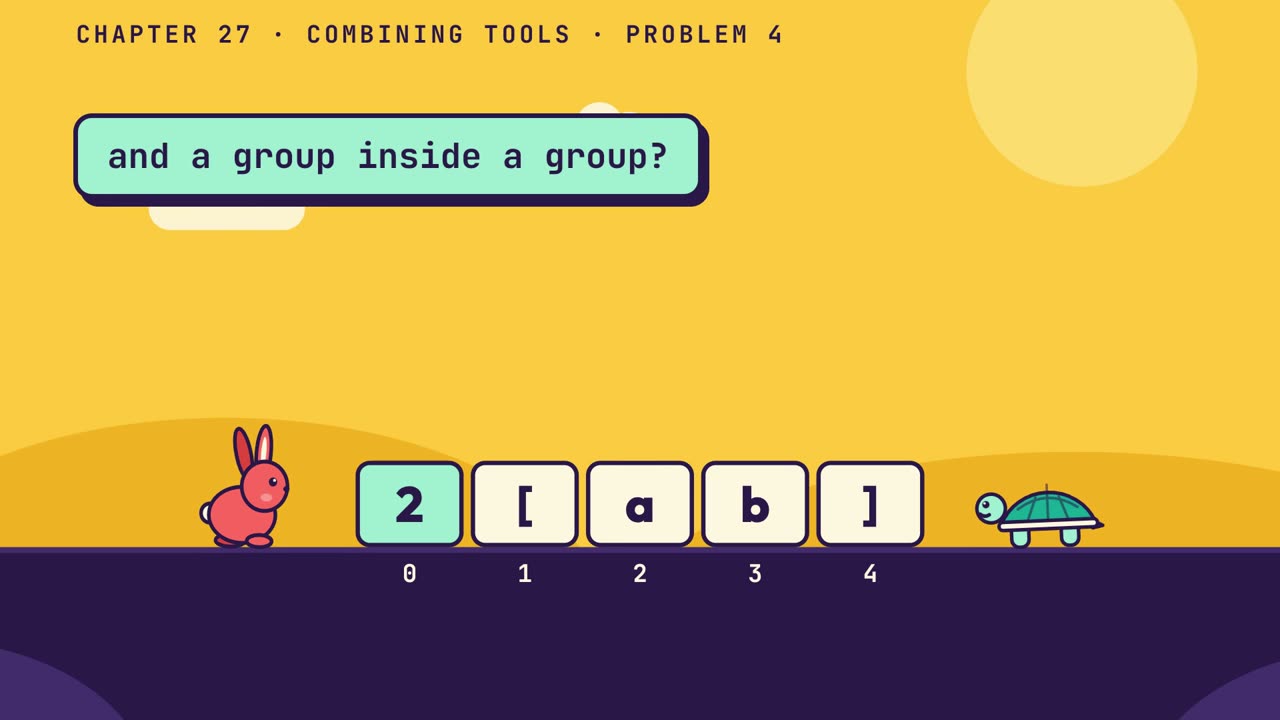 CHAPTER 27 · COMBINING TOOLS · PROBLEM 4
and a group inside a group?
2 [ a b ]
0 1 2 3 4